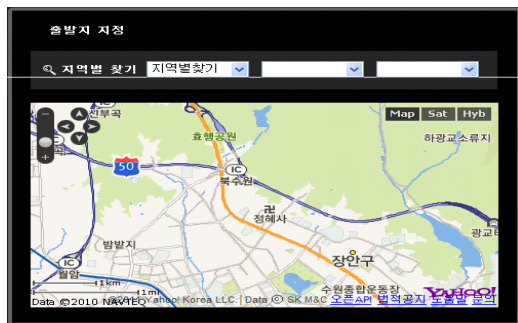 출발지 지정
지역별 찾기 지역별찾기
Map Sat Hyb
신부곡
효행공원
하광교소류지
50
IC
북수원
정혜사
광교
밤밭지
IC
월암
장안구
수원종합운동장
YAHOO!
1km
1mi
Data ©2010 NAVTEQ Yahoo! Korea LLC | Data © SK M&C 오픈API 법적공지 도움말 문의